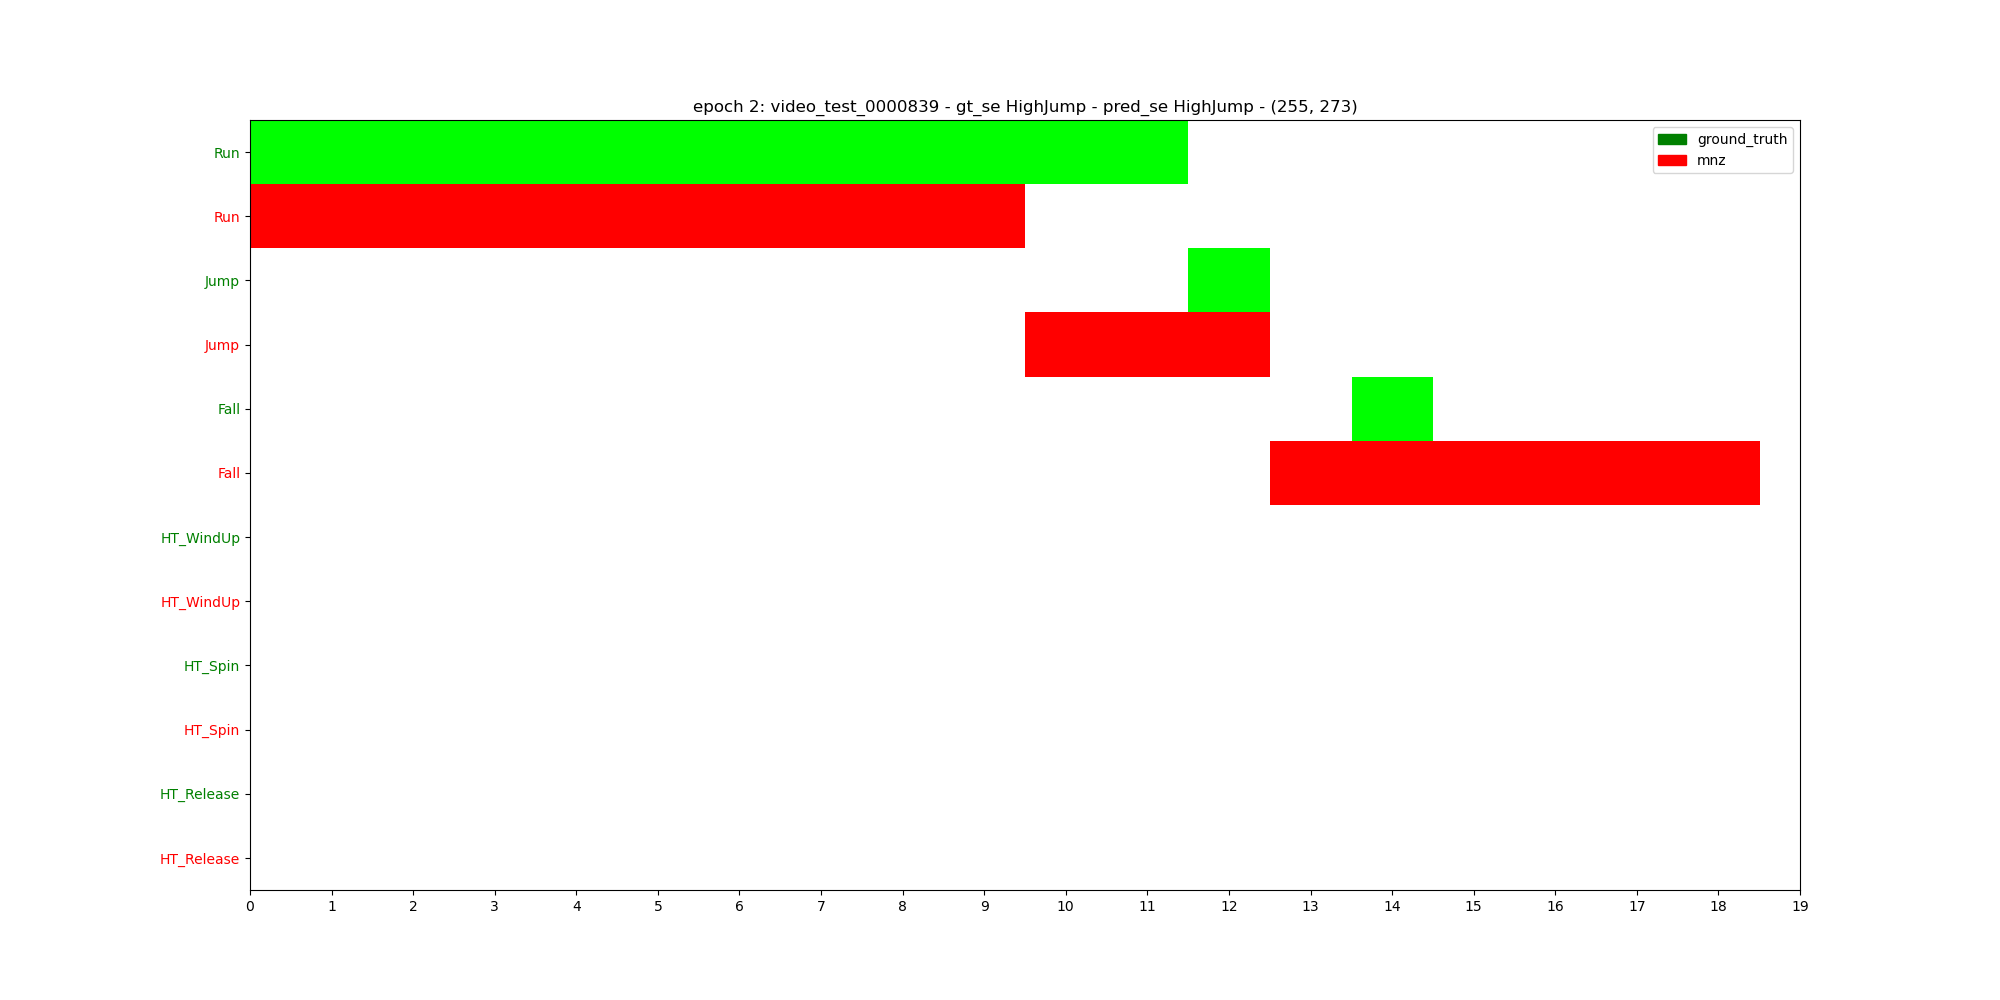 epoch 2: video_test_0000839 - gt_se HighJump - pred_se HighJump - (255, 273)
ground_truth
mnz
Run
Run
Jump
Jump
Fall
Fall
HT_WindUp
HT_WindUp
HT_Spin
HT_Spin
HT_Release
HT_Release
0 1 2 3 4 5 6 7 8 9 10 11 12 13 14 15 16 17 18 19